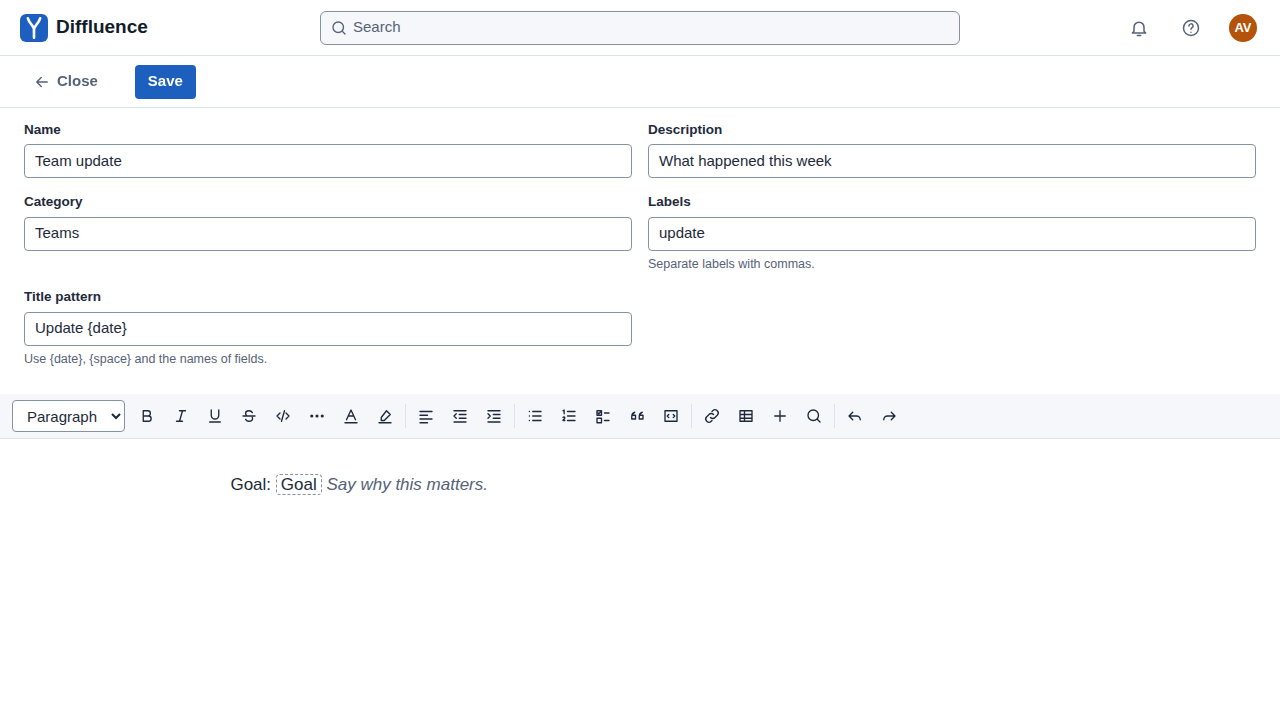 Diffluence
Search
AV
Close
Save
Name
Description
Team update
What happened this week
Category
Labels
Teams
update
Separate labels with commas.
Title pattern
Update {date}
Use {date}, {space} and the names of fields.
Paragraph
Goal: Goal Say why this matters.